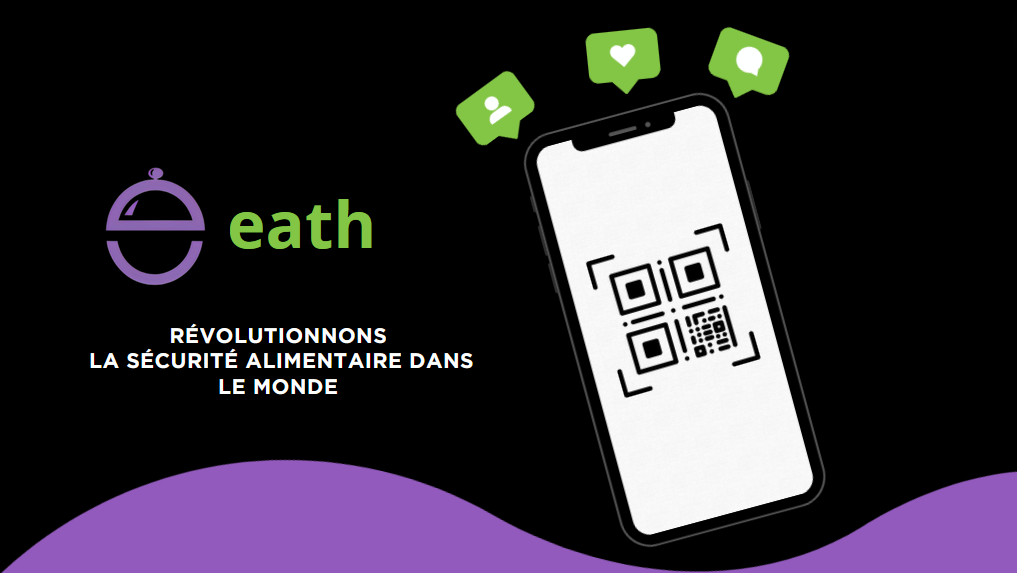 eath
RÉVOLUTIONNONS
LA SÉCURITÉ ALIMENTAIRE DANS
LE MONDE